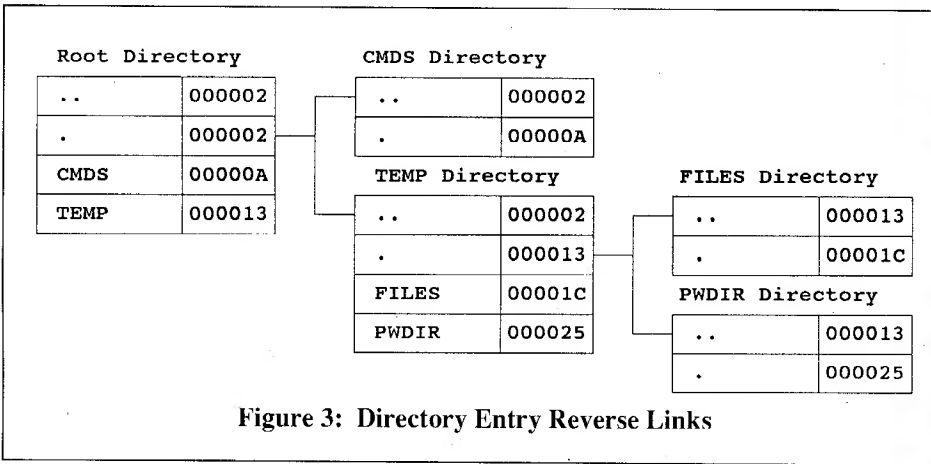 Root Directory
.. 000002
. 000002
CMDS 00000A
TEMP 000013
CMDS Directory
.. 000002
. 00000A
TEMP Directory
.. 000002
. 000013
FILES 00001C
PWDIR 000025
FILES Directory
.. 000013
. 00001C
PWDIR Directory
.. 000013
. 000025
Figure 3: Directory Entry Reverse Links